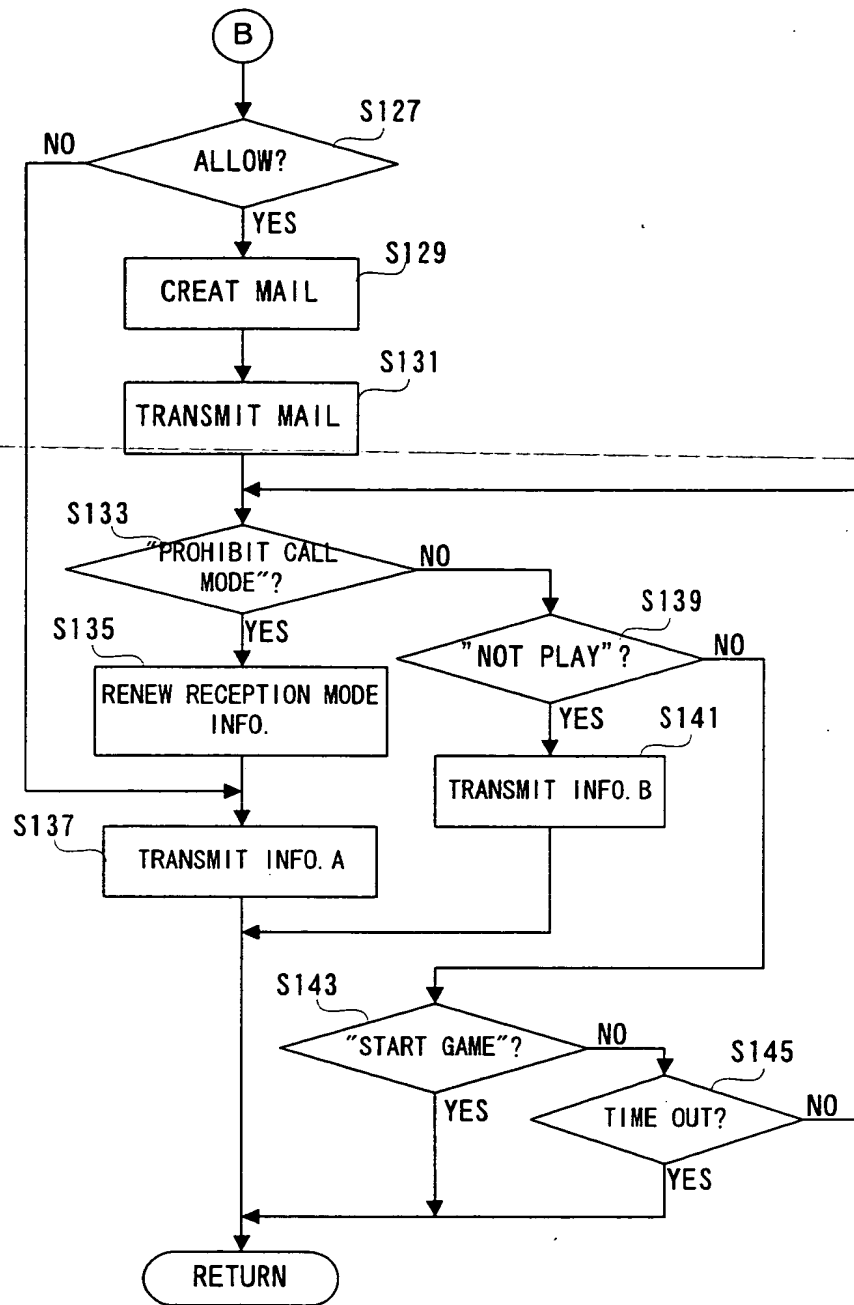 B
S127
NO
ALLOW?
YES
S129
CREAT MAIL
S131
TRANSMIT MAIL
S133
"PROHIBIT CALL
MODE"?
NO
YES
S139
"NOT PLAY"?
NO
YES
S135
RENEW RECEPTION MODE
INFO.
S141
TRANSMIT INFO. B
S137
TRANSMIT INFO. A
S143
"START GAME"?
NO
YES
S145
TIME OUT?
NO
YES
RETURN